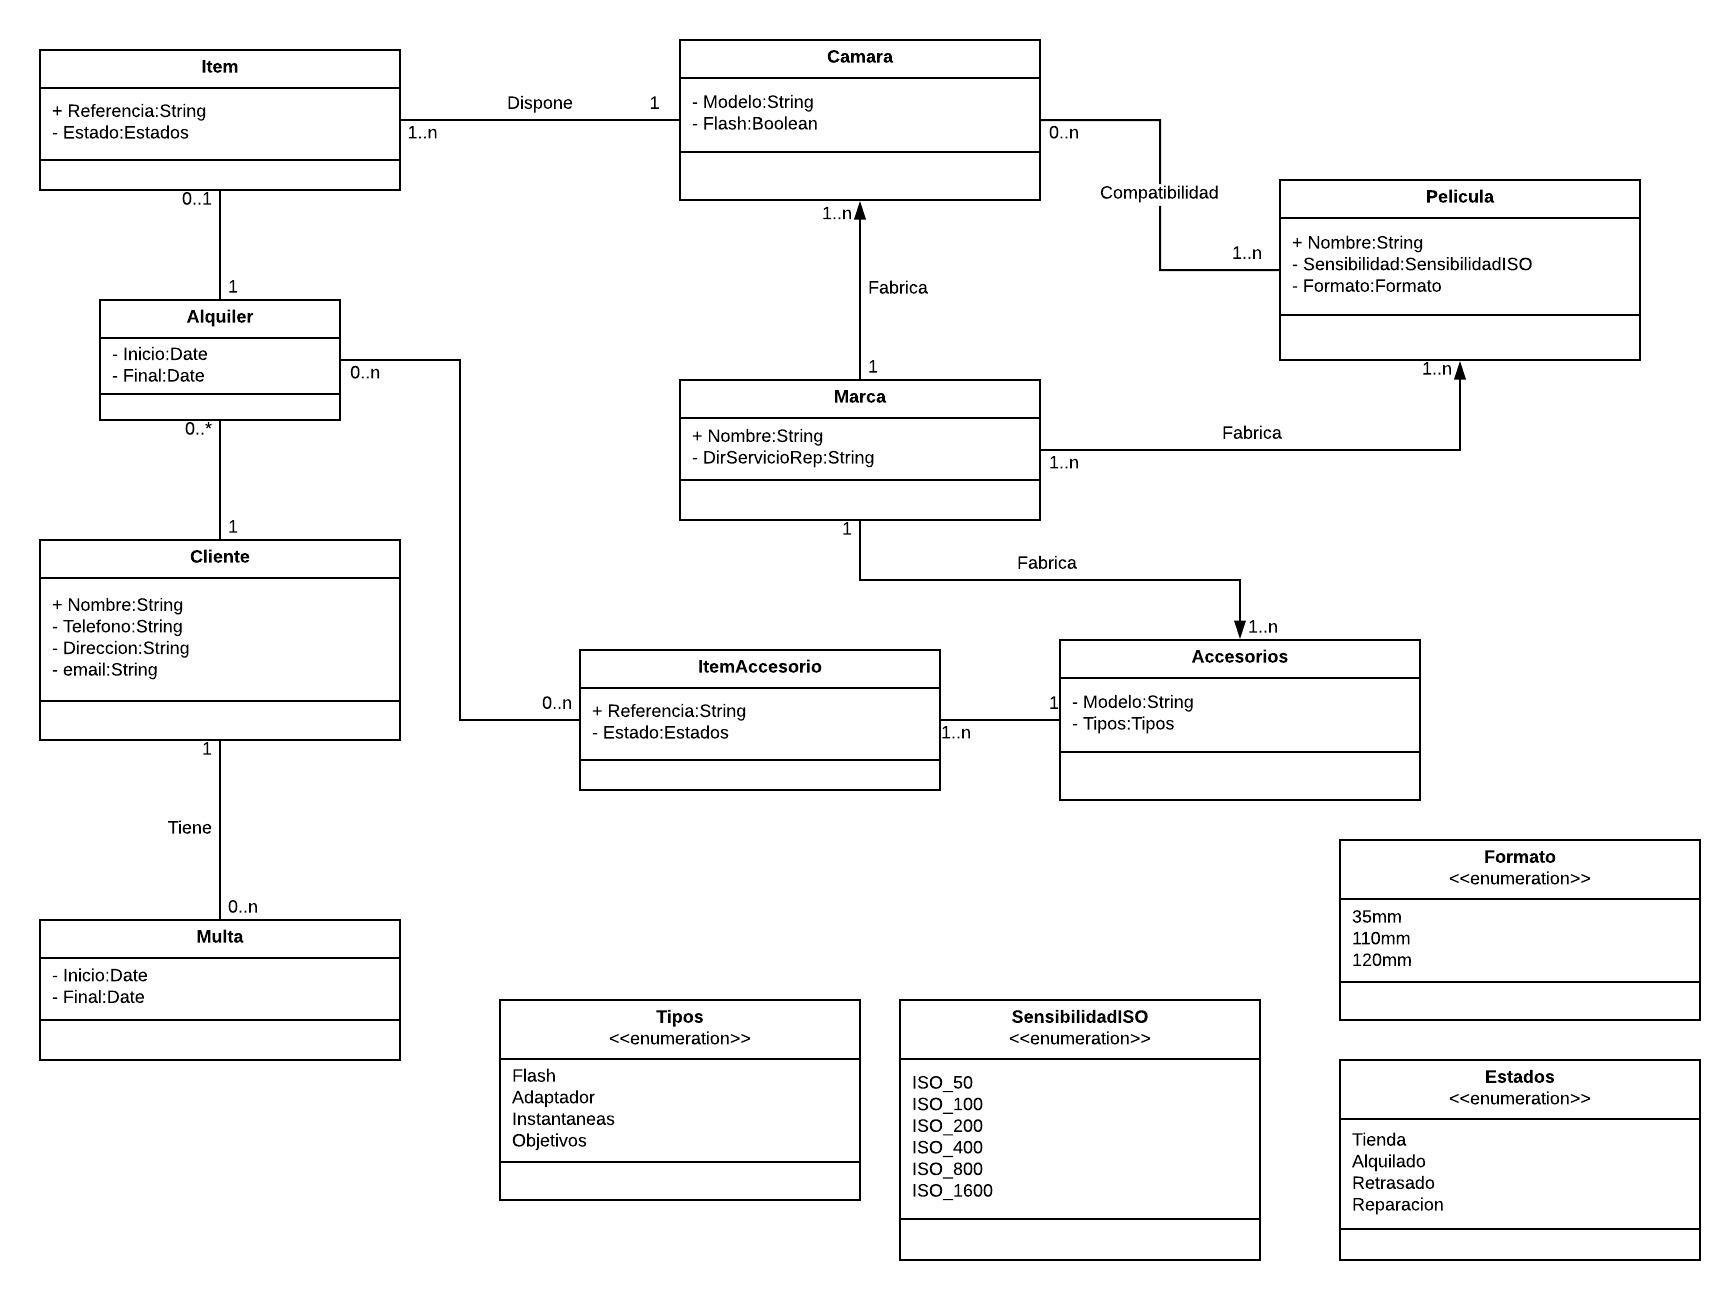 Item
+ Referencia:String
- Estado:Estados
Dispone
1
1..n
Camara
- Modelo:String
- Flash:Boolean
0..n
Compatibilidad
1..n
Pelicula
+ Nombre:String
- Sensibilidad:SensibilidadISO
- Formato:Formato
0..1
1
Alquiler
- Inicio:Date
- Final:Date
0..n
0..*
1
1..n
Fabrica
1
Marca
+ Nombre:String
- DirServicioRep:String
1..n
Fabrica
1..n
1
Fabrica
1..n
Cliente
+ Nombre:String
- Telefono:String
- Direccion:String
- email:String
1
Tiene
0..n
0..n
ItemAccesorio
+ Referencia:String
- Estado:Estados
1..n
1
Accesorios
- Modelo:String
- Tipos:Tipos
Multa
- Inicio:Date
- Final:Date
Tipos
<<enumeration>>
Flash
Adaptador
Instantaneas
Objetivos
SensibilidadISO
<<enumeration>>
ISO_50
ISO_100
ISO_200
ISO_400
ISO_800
ISO_1600
Formato
<<enumeration>>
35mm
110mm
120mm
Estados
<<enumeration>>
Tienda
Alquilado
Retrasado
Reparacion